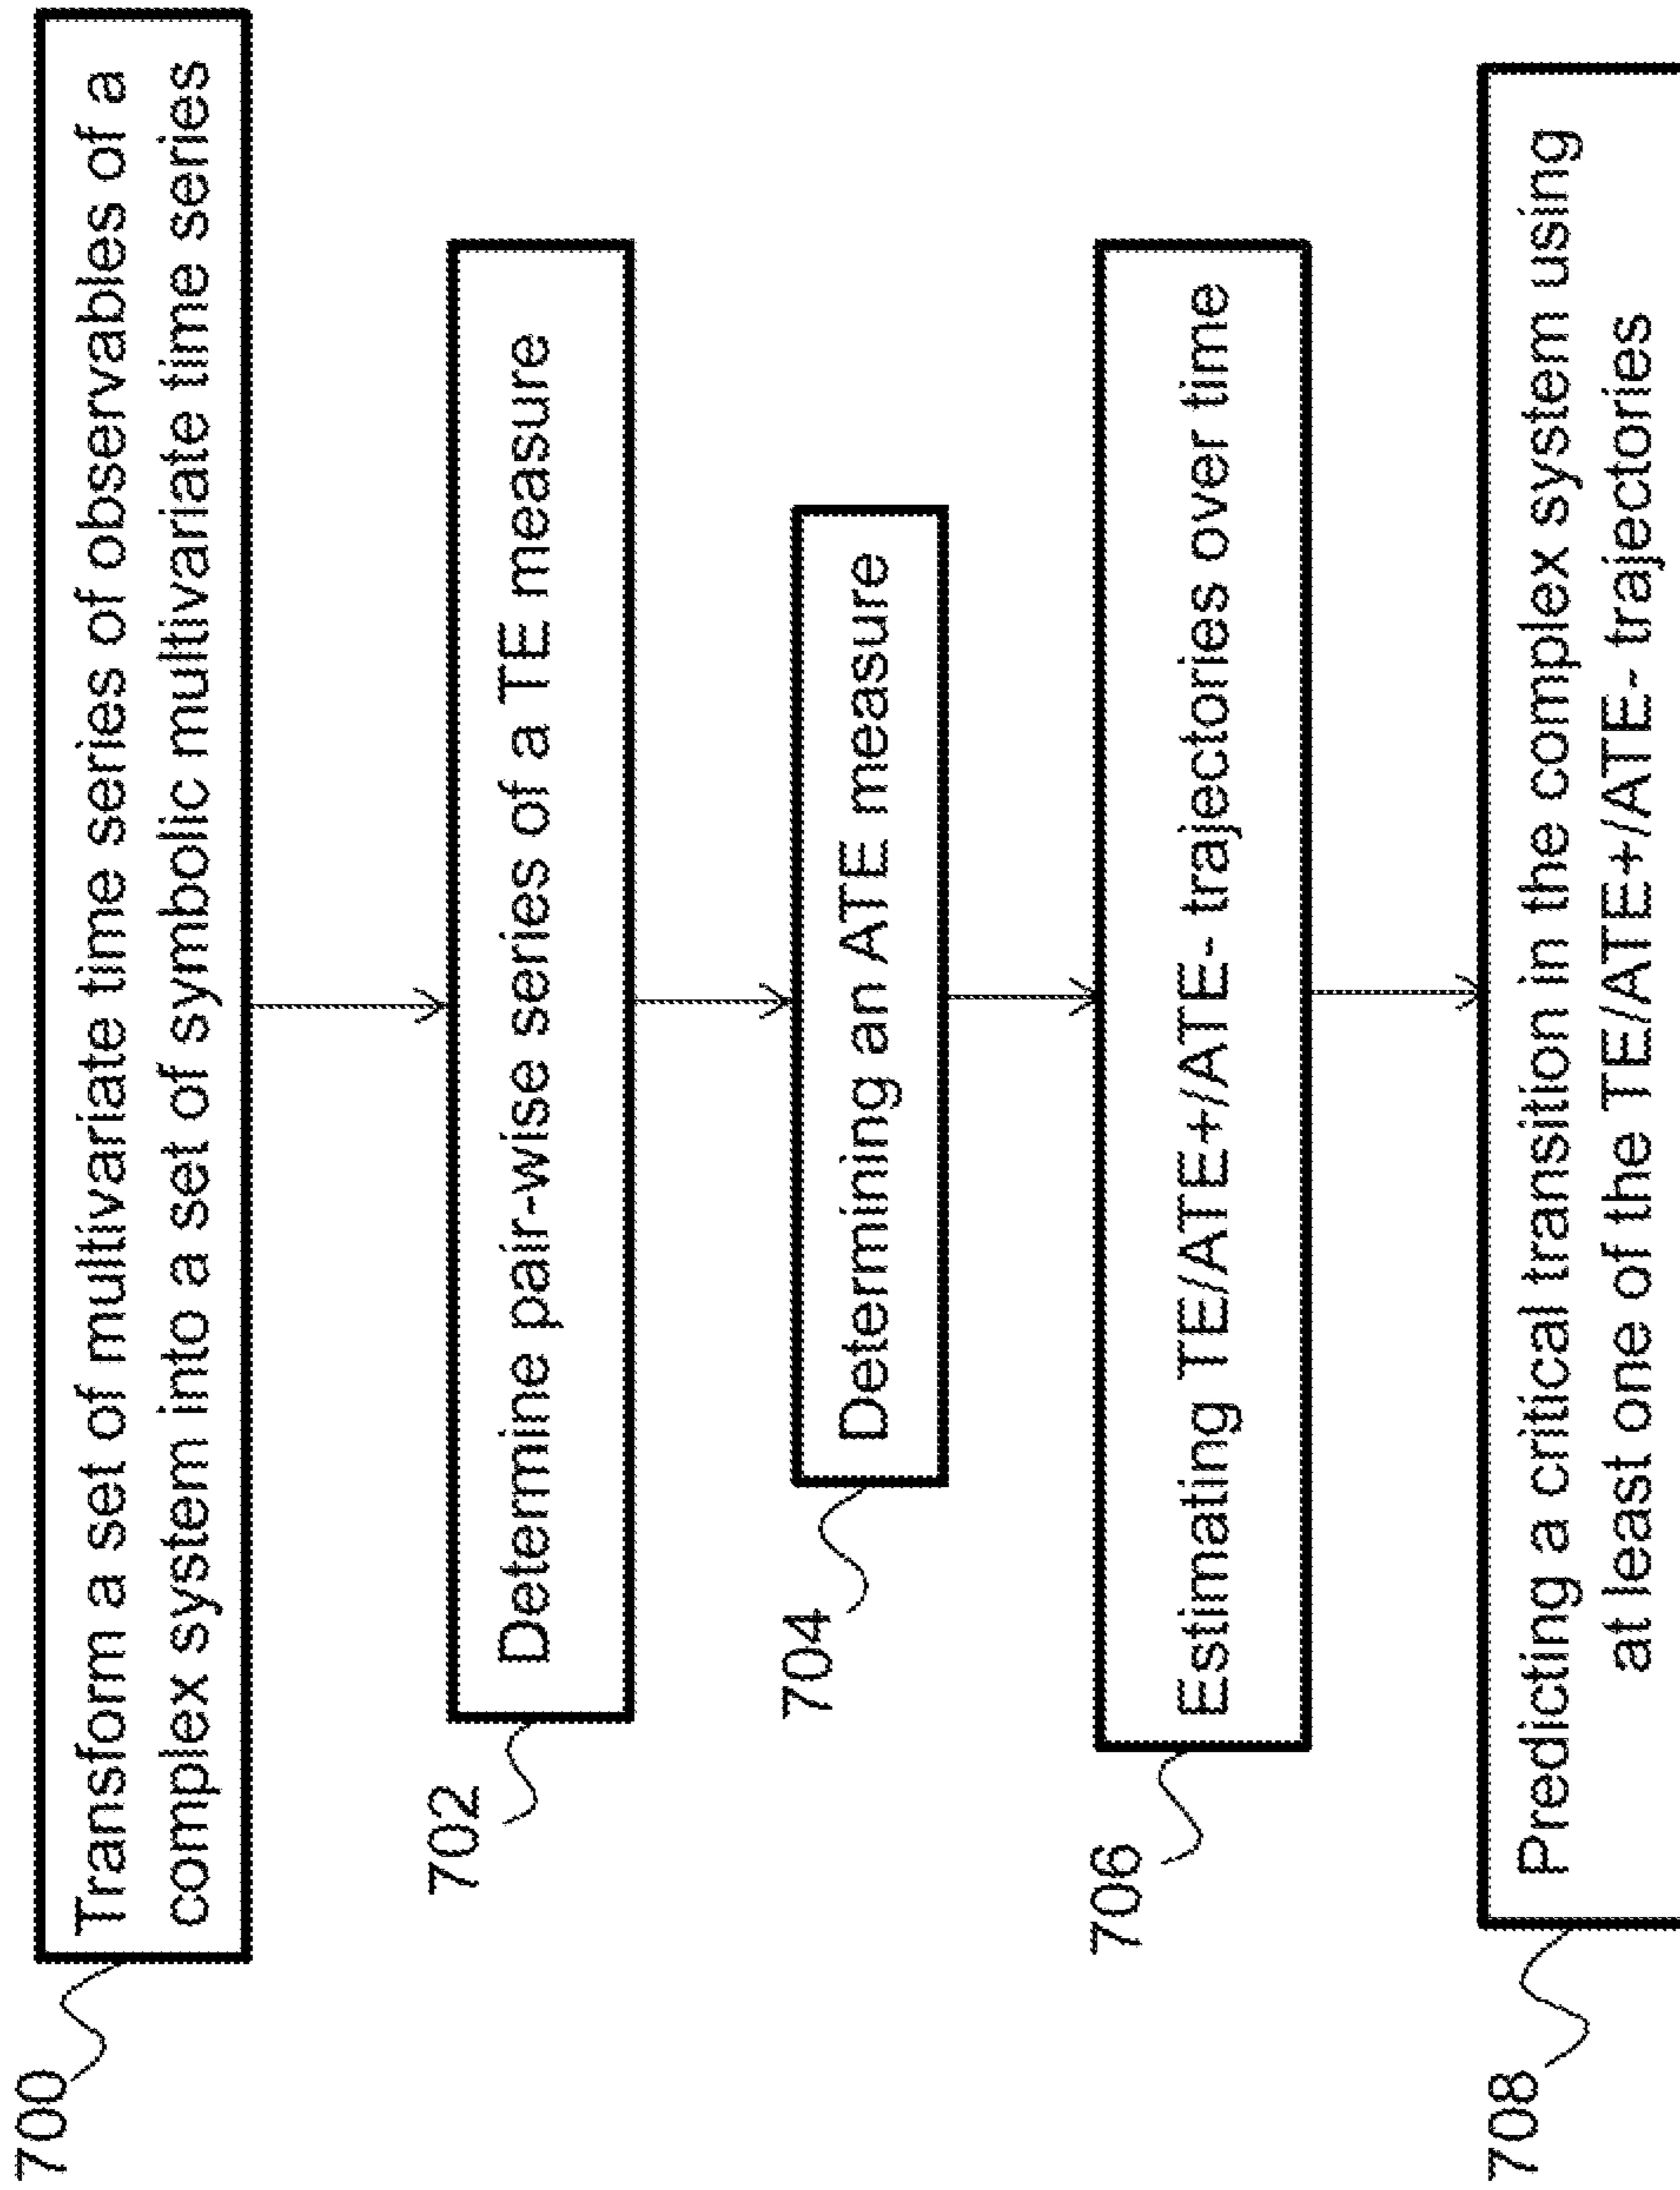 700
Transform a set of multivariate time series of observables of a
complex system into a set of symbolic multivariate time series
702
Determine pair-wise series of a TE measure
704
Determining an ATE measure
706
Estimating TE/ATE+/ATE- trajectories over time
708
Predicting a critical transition in the complex system using
at least one of the TE/ATE+/ATE- trajectories